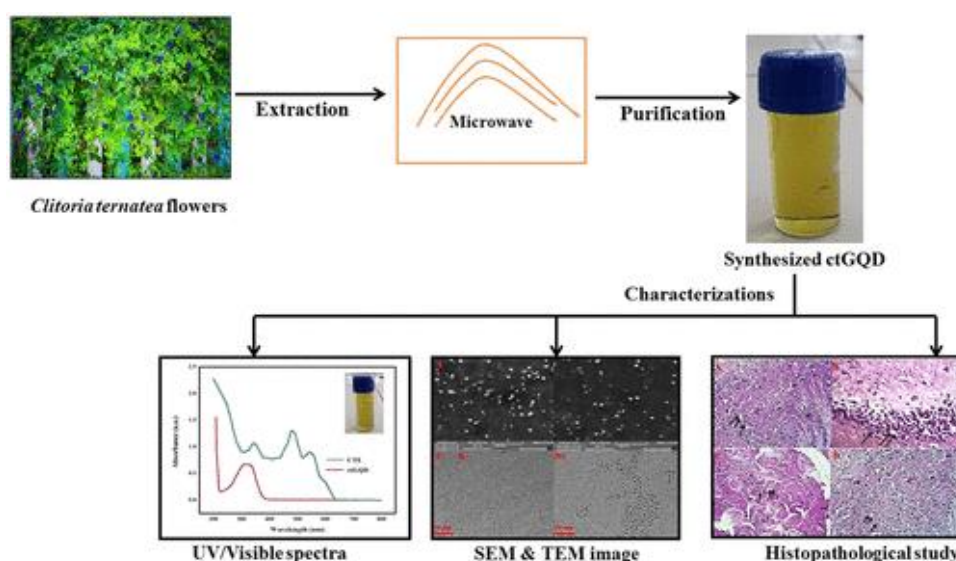 Extraction
Microwave
Purification
Clitoria ternatea flowers
Synthesized ctGQD
Characterizations
UV/Visible spectra
SEM & TEM image
Histopathological study